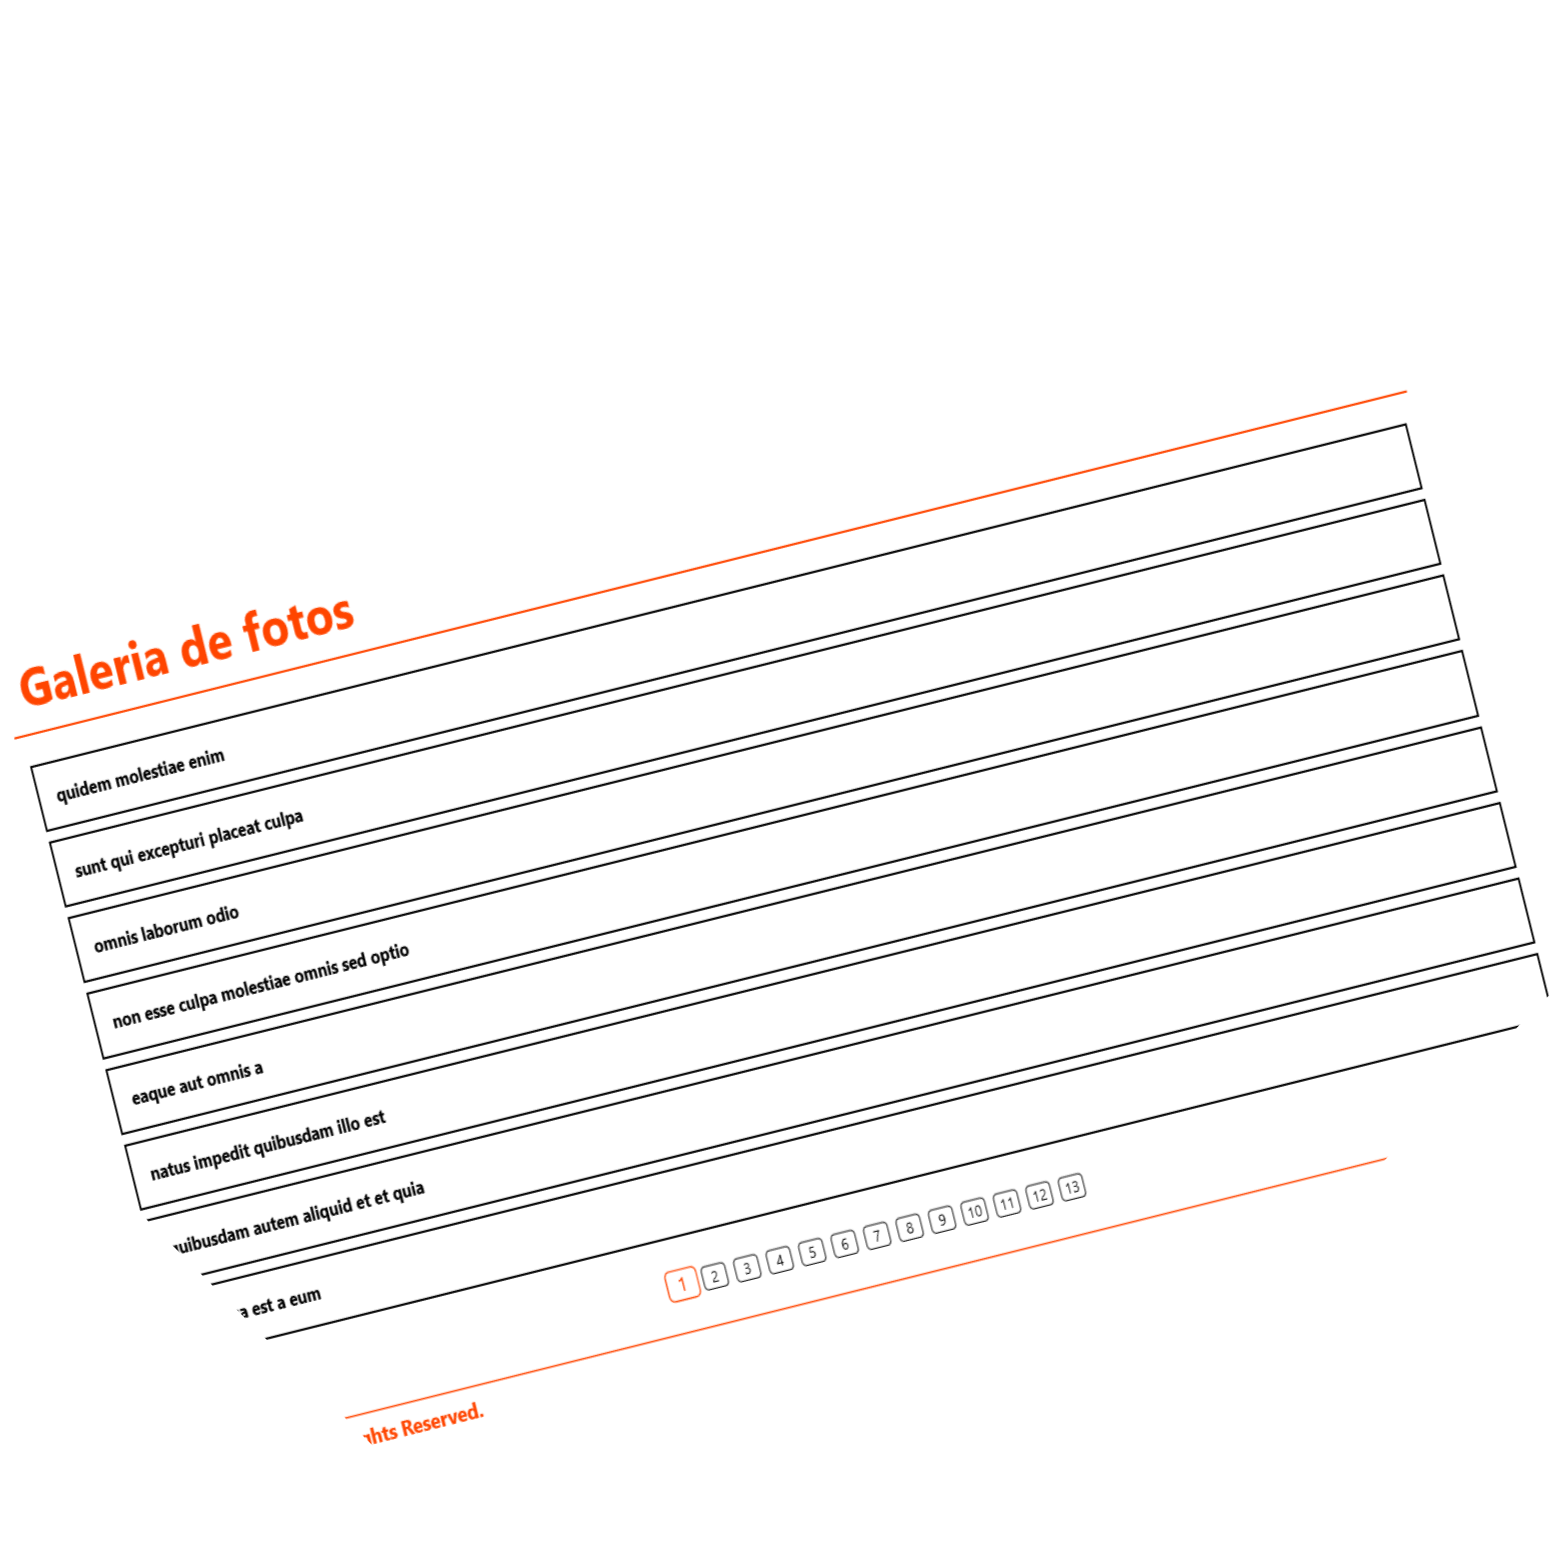 Galeria de fotos
quidem molestiae enim
sunt qui excepturi placeat culpa
omnis laborum odio
non esse culpa molestiae omnis sed optio
eaque aut omnis a
natus impedit quibusdam illo est
autem aliquid et et quia
est a eum
1 2 3 4 5 6 7 8 9 10 11 12 13
Reserved.